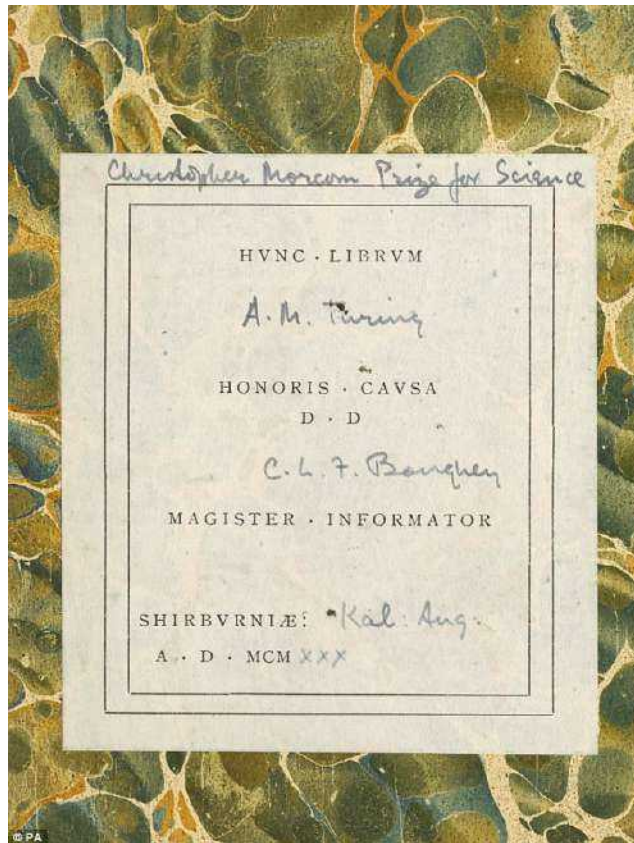 Christopher Morcom Prize for Science
HVNC · LIBRVM
A. M. Turing
HONORIS · CAVSA
D · D
C. L. F. Boughey
MAGISTER · INFORMATOR
SHIRBVRNIÆ: Kal: Aug:
A · D · MCMXXX
© PA